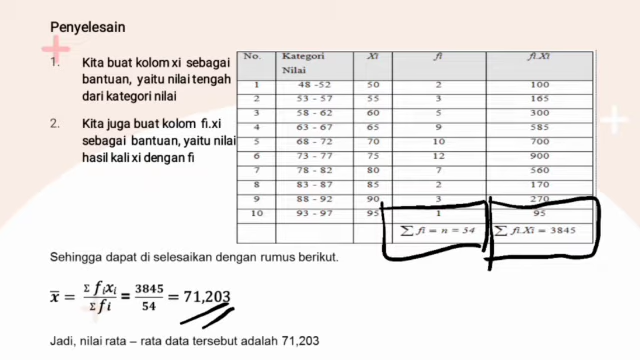 Penyelesain
1. Kita buat kolom xi sebagai
bantuan, yaitu nilai tengah
dari kategori nilai
2. Kita juga buat kolom fi.xi
sebagai bantuan, yaitu nilai
hasil kali xi dengan fi
No. Kategori Nilai Xi fi fi.Xi
1 48 -52 50 2 100
2 53 - 57 55 3 165
3 58 - 62 60 5 300
4 63 - 67 65 9 585
5 68 - 72 70 10 700
6 73 - 77 75 12 900
7 78 - 82 80 7 560
8 83 - 87 85 2 170
9 88 - 92 90 3 270
10 93 - 97 95 1 95
∑ fi = n = 54 ∑ fi.Xi = 3845
Sehingga dapat di selesaikan dengan rumus berikut.
x̅ = Σ fᵢxᵢ / Σ fi = 3845 / 54 = 71,203
Jadi, nilai rata – rata data tersebut adalah 71,203